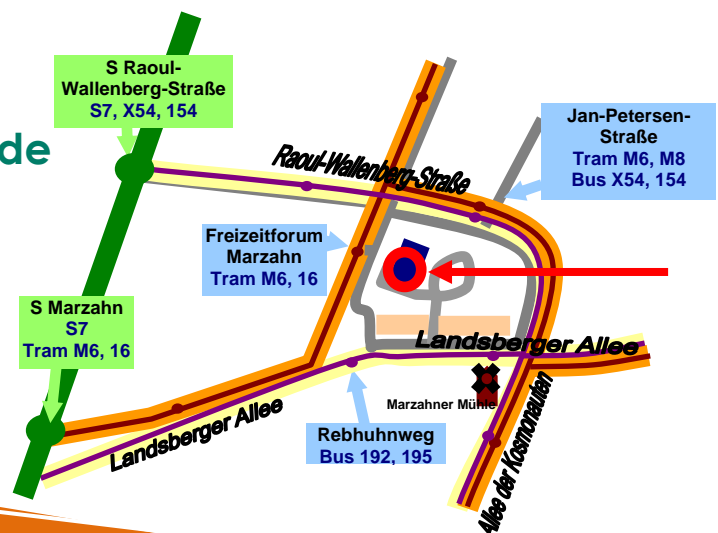 S Raoul-
Wallenberg-Straße
S7, X54, 154
de
Jan-Petersen-
Straße
Tram M6, M8
Bus X54, 154
Raoul-Wallenberg-Straße
Freizeitforum
Marzahn
Tram M6, 16
S Marzahn
S7
Tram M6, 16
Landsberger Allee
Marzahner Mühle
Landsberger Allee
Rebhuhnweg
Bus 192, 195
Allee der Kosmonauten